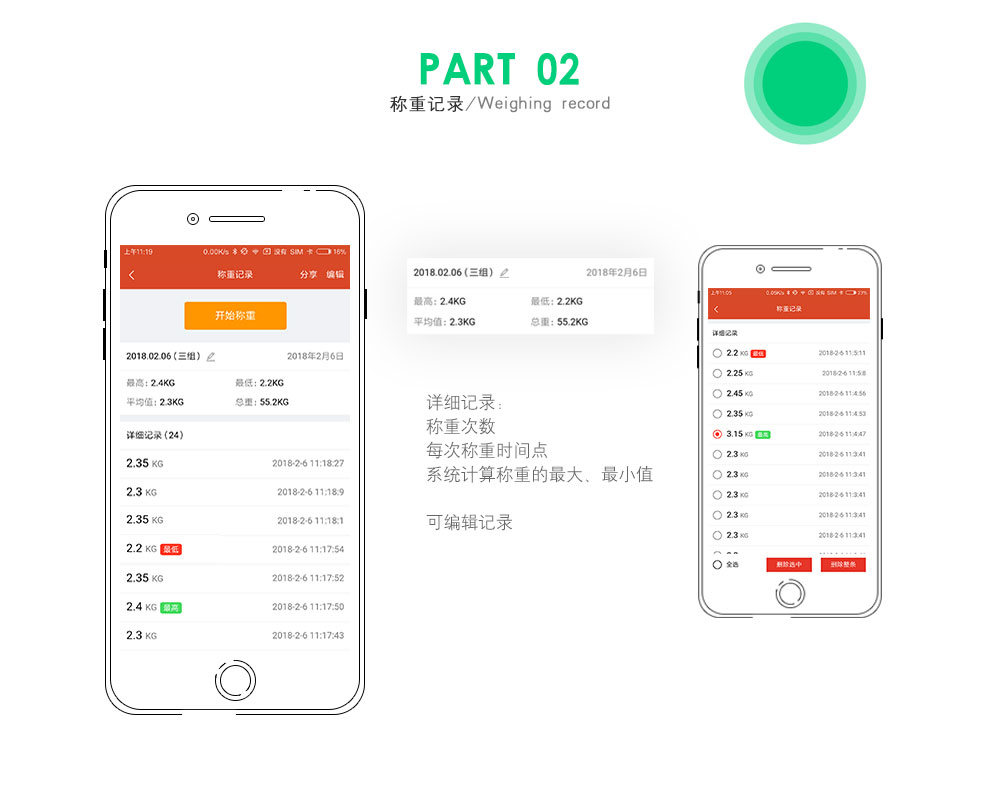 PART 02
称重记录/Weighing record
上午11:19 0.00K/s 没有 SIM 卡 18%
称重记录 分享 编辑
开始称重
2018.02.06 (三组) 2018年2月6日
最高: 2.4KG 最低: 2.2KG
平均值: 2.3KG 总重: 55.2KG
详细记录 (24)
2.35 KG 2018-2-6 11:18:27
2.3 KG 2018-2-6 11:18:9
2.35 KG 2018-2-6 11:18:1
2.2 KG 最低 2018-2-6 11:17:54
2.35 KG 2018-2-6 11:17:52
2.4 KG 最高 2018-2-6 11:17:50
2.3 KG 2018-2-6 11:17:43
2018.02.06 (三组) 2018年2月6日
最高: 2.4KG 最低: 2.2KG
平均值: 2.3KG 总重: 55.2KG
详细记录:
称重次数
每次称重时间点
系统计算称重的最大、最小值
可编辑记录
上午11:05 没有 SIM 卡 23%
称重记录
详细记录
2.2 KG 最低 2018-2-6 11:5:11
2.25 KG 2018-2-6 11:5:8
2.45 KG 2018-2-6 11:4:56
2.35 KG 2018-2-6 11:4:53
3.15 KG 最高 2018-2-6 11:4:47
2.3 KG 2018-2-6 11:3:41
2.3 KG 2018-2-6 11:3:41
2.3 KG 2018-2-6 11:3:41
2.3 KG 2018-2-6 11:3:41
2.3 KG 2018-2-6 11:3:41
全选 删除选中 删除整条